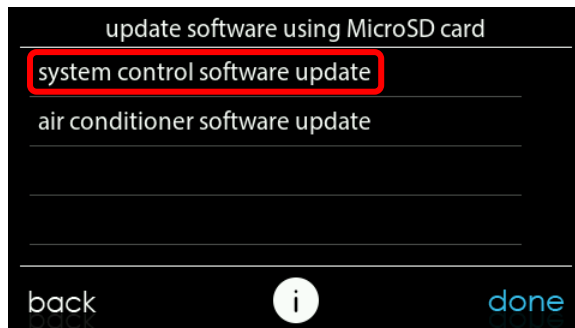 update software using MicroSD card
system control software update
air conditioner software update
back
i
done